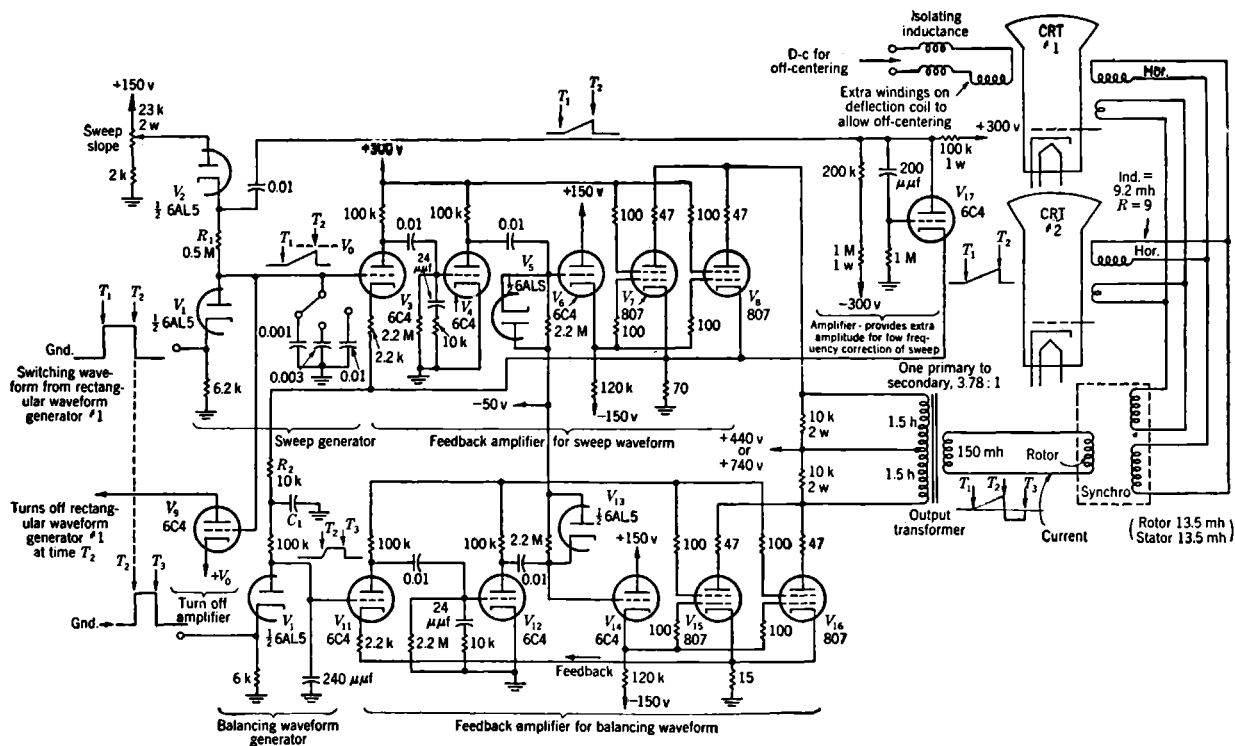 Isolating
inductance
D-c for
off-centering
Extra windings on
deflection coil to
allow off-centering
CRT
#1
Hor.
+150 v
23 k
2 w
Sweep
slope
2 k
V2
½ 6AL5
0.01
R1
0.5 M
T1
T2
V0
T1
T2
+300 v
100 k
0.01
24
μμf
100 k
0.01
V5
½ 6AL5
+150 v
100
47
100
47
200 k
200
μμf
+300 v
100 k
1 w
V17
6C4
1 M
1 w
1 M
−300 v
Amplifier - provides extra
amplitude for low fre-
quency correction of sweep
T1
T2
Ind. =
9.2 mh
R = 9
CRT
#2
Hor.
T1
T2
Gnd.
Switching wave-
form from rectang-
ular waveform
generator #1
V1
½ 6AL5
6.2 k
0.001
0.003
0.01
V3
6C4
2.2 M
2.2 k
V4
6C4
10 k
V6
6C4
2.2 M
V7
807
100
100
V8
807
120 k
−150 v
70
−50 v
Sweep generator
Feedback amplifier for sweep waveform
One primary to
secondary, 3.78 : 1
10 k
2 w
+440 v
or
+740 v
10 k
2 w
1.5 h
1.5 h
150 mh
Rotor
Synchro
T1
T2
T3
Output
transformer
Current
(Rotor 13.5 mh
Stator 13.5 mh)
R2
10 k
C1
Turns off rectang-
ular waveform
generator #1
at time T2
V9
6C4
+V0
Turn off
amplifier
T2
T3
Gnd.
100 k
T2
T3
V1
½ 6AL5
6 k
240 μμf
100 k
0.01
V11
6C4
2.2 k
2.2 M
24
μμf
10 k
100 k
2.2 M
0.01
V12
6C4
V13
½ 6AL5
+150 v
V14
6C4
100
47
100
47
100
V15
807
100
V16
807
Feedback
120 k
−150 v
15
Balancing waveform
generator
Feedback amplifier for balancing waveform